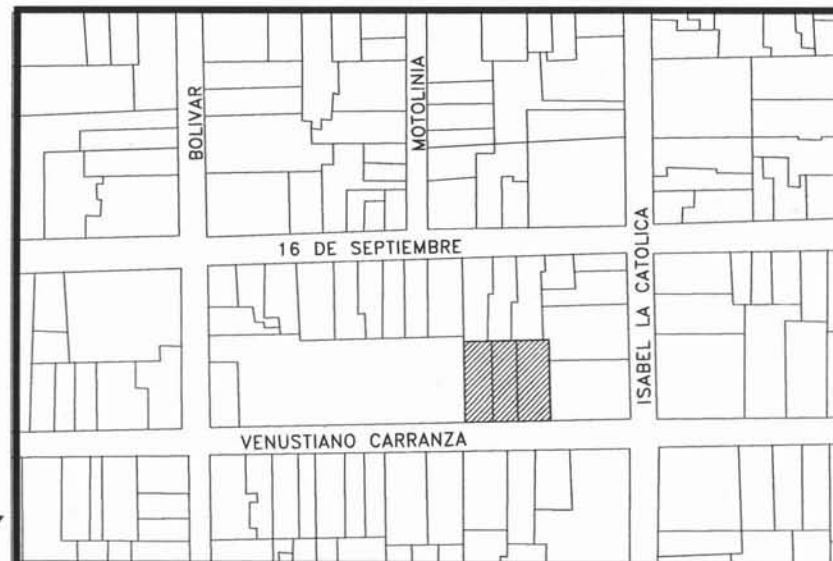 BOLIVAR
MOTOLINIA
16 DE SEPTIEMBRE
ISABEL LA CATOLICA
VENUSTIANO CARRANZA